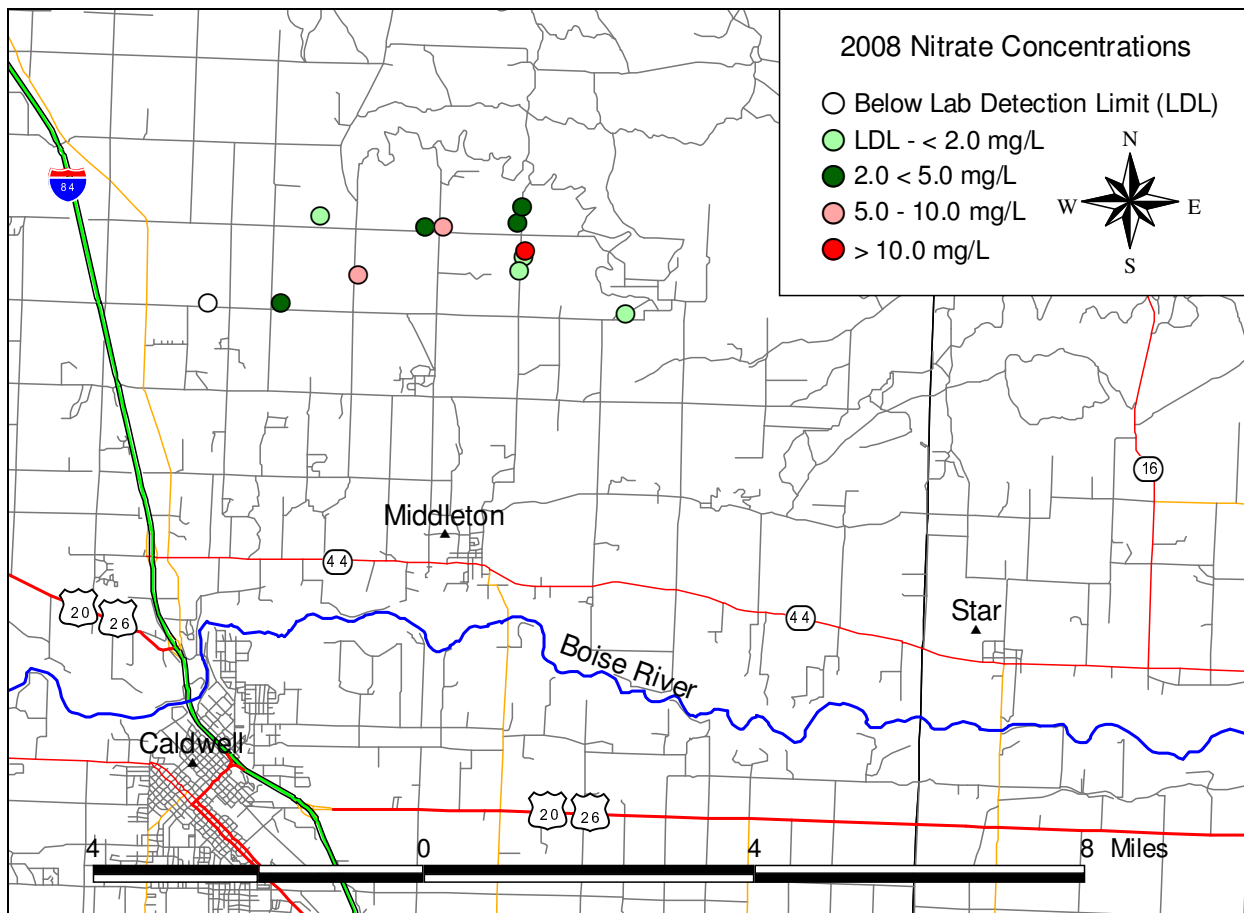 2008 Nitrate Concentrations
Below Lab Detection Limit (LDL)
LDL - < 2.0 mg/L
2.0 < 5.0 mg/L
5.0 - 10.0 mg/L
> 10.0 mg/L
N
W E
S
84
16
Middleton
44
20
26
44
Star
Boise River
Caldwell
20
26
4 0 4 8 Miles